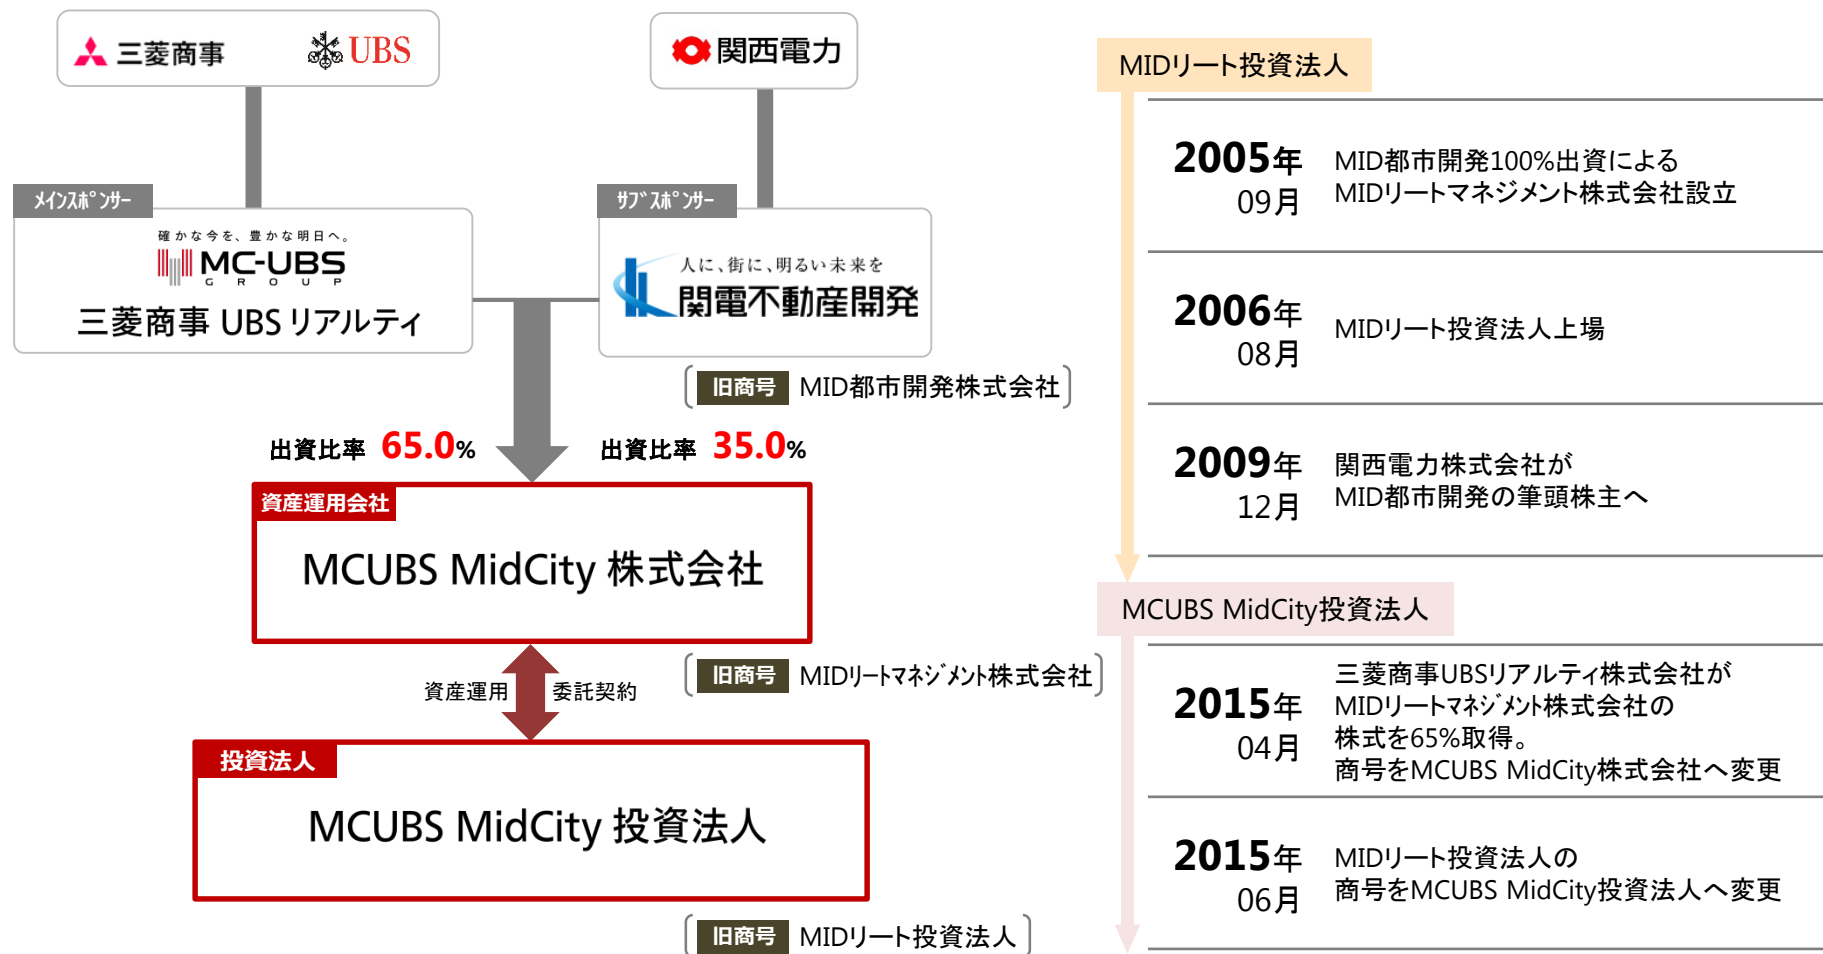 三菱商事
UBS
関西電力
メインスポンサー
確かな今を、豊かな明日へ。
MC-UBS
GROUP
三菱商事 UBS リアルティ
サブスポンサー
人に、街に、明るい未来を
関電不動産開発
旧商号 MID都市開発株式会社
出資比率 65.0%
出資比率 35.0%
資産運用会社
MCUBS MidCity 株式会社
資産運用 委託契約
旧商号 MIDリートマネジメント株式会社
投資法人
MCUBS MidCity 投資法人
旧商号 MIDリート投資法人
MIDリート投資法人
2005年
09月
MID都市開発100%出資による
MIDリートマネジメント株式会社設立
2006年
08月
MIDリート投資法人上場
2009年
12月
関西電力株式会社が
MID都市開発の筆頭株主へ
MCUBS MidCity投資法人
2015年
04月
三菱商事UBSリアルティ株式会社が
MIDリートマネジメント株式会社の
株式を65%取得。
商号をMCUBS MidCity株式会社へ変更
2015年
06月
MIDリート投資法人の
商号をMCUBS MidCity投資法人へ変更